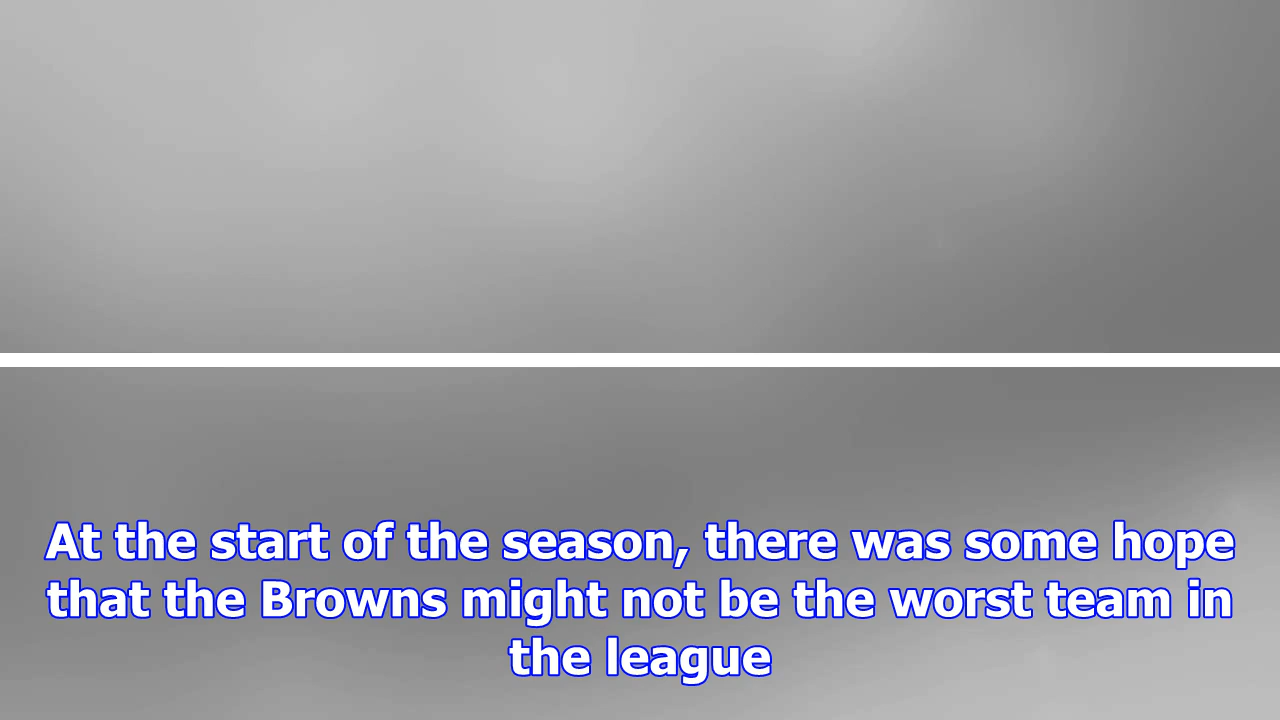 At the start of the season, there was some hope
that the Browns might not be the worst team in
the league